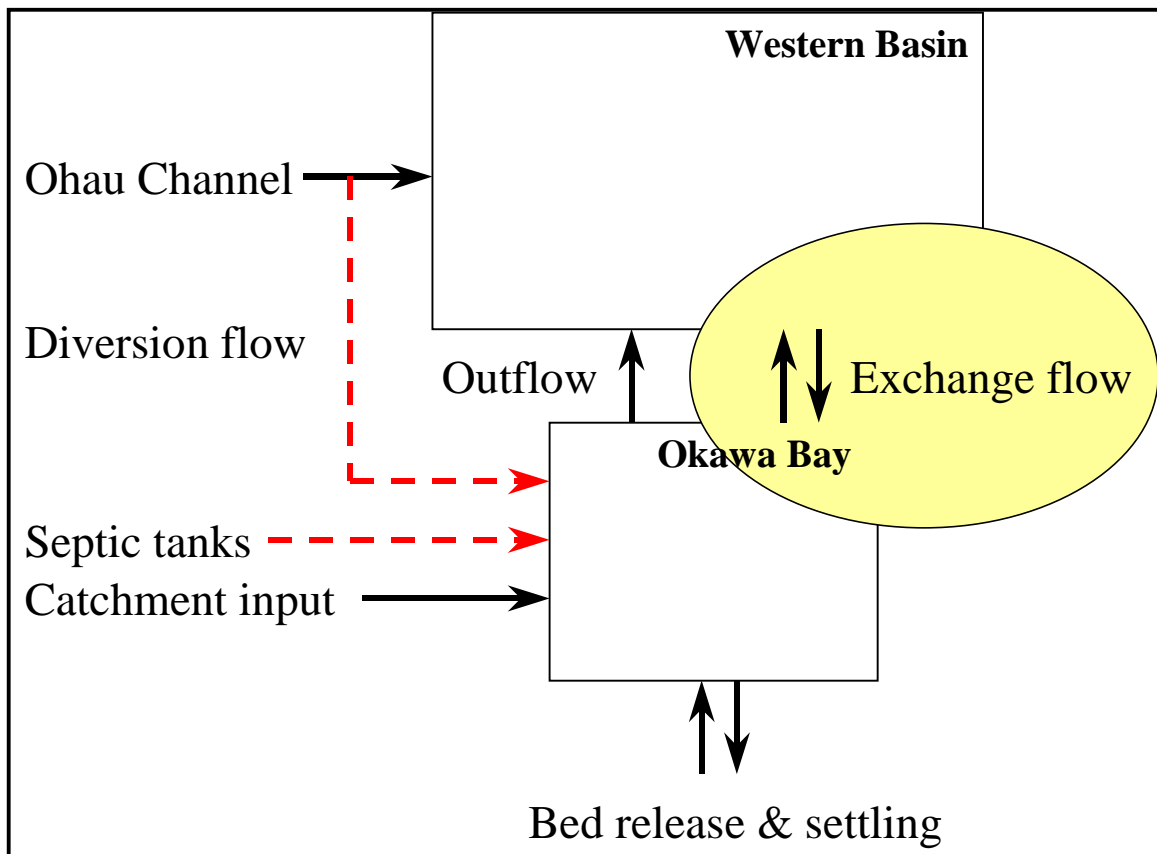 Western Basin
Ohau Channel
Diversion flow
Outflow
Exchange flow
Okawa Bay
Septic tanks
Catchment input
Bed release & settling